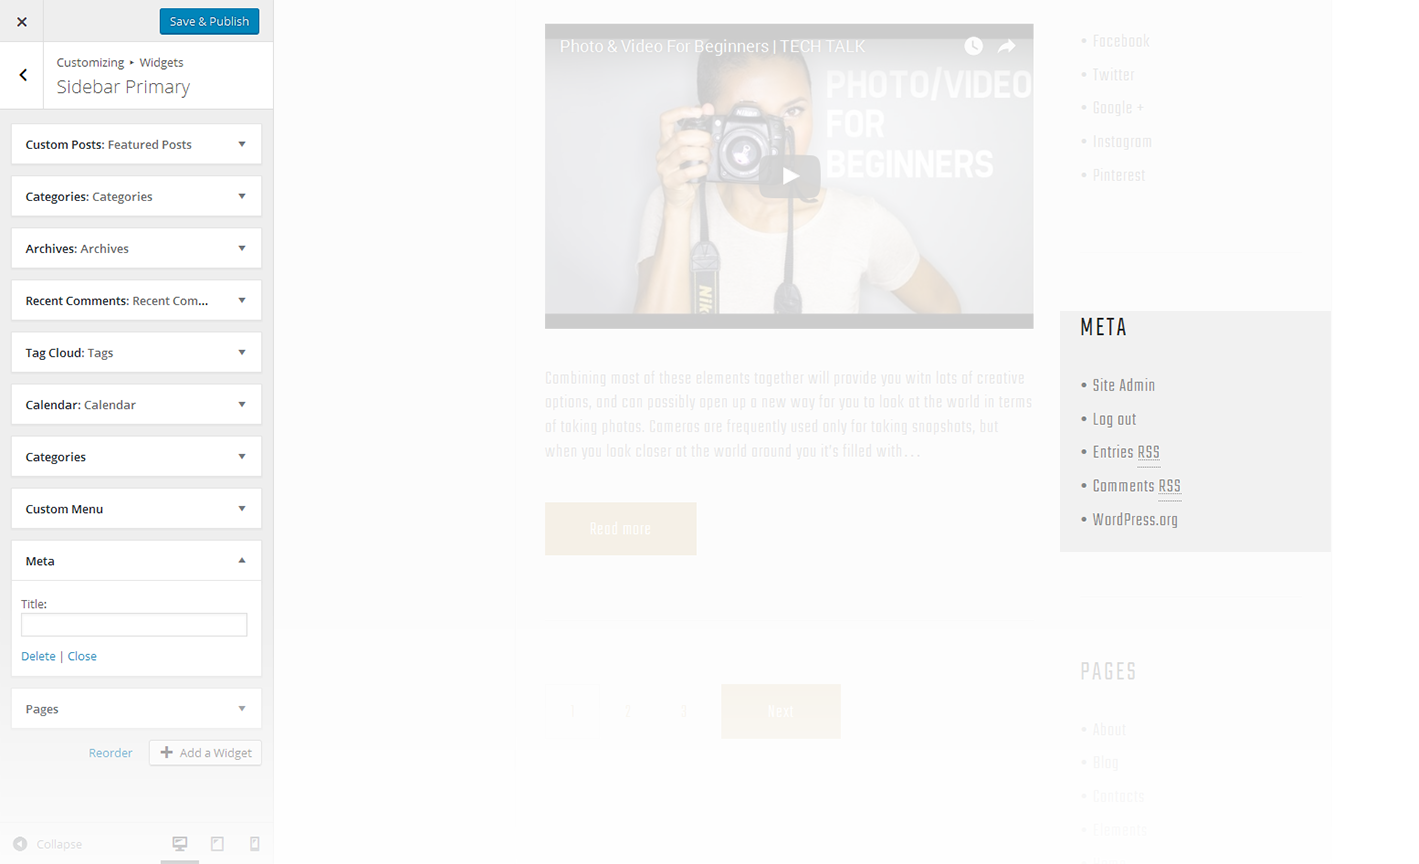 Save & Publish
Customizing ▸ Widgets
Sidebar Primary
Custom Posts: Featured Posts
Categories: Categories
Archives: Archives
Recent Comments: Recent Com...
Tag Cloud: Tags
Calendar: Calendar
Categories
Custom Menu
Meta
Title:
Delete | Close
Pages
Reorder
Add a Widget
Collapse
Photo & Video For Beginners | TECH TALK
PHOTO/VIDEO
FOR
BEGINNERS
NIK
Combining most of these elements together will provide you with lots of creative
options, and can possibly open up a new way for you to look at the world in terms
of taking photos. Cameras are frequently used only for taking snapshots, but
when you look closer at the world around you it's filled with...
Read more
1 2 3 Next
• Facebook
• Twitter
• Google +
• Instagram
• Pinterest
META
• Site Admin
• Log out
• Entries RSS
• Comments RSS
• WordPress.org
PAGES
• About
• Blog
• Contacts
• Elements